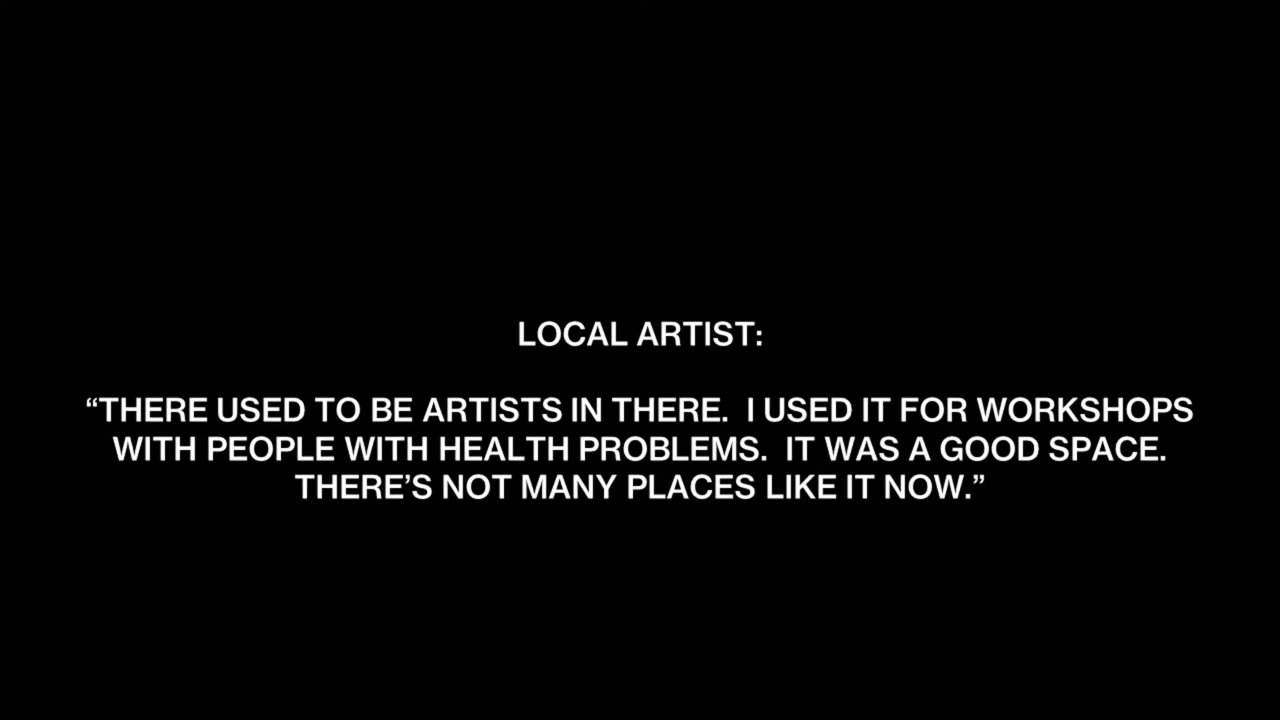 LOCAL ARTIST:
“THERE USED TO BE ARTISTS IN THERE.  I USED IT FOR WORKSHOPS
WITH PEOPLE WITH HEALTH PROBLEMS.  IT WAS A GOOD SPACE.
THERE’S NOT MANY PLACES LIKE IT NOW.”